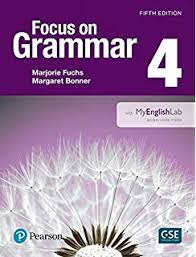 FIFTH EDITION
Focus on
Grammar
Marjorie Fuchs
Margaret Bonner
4
with MyEnglishLab
access code inside
Pearson
GSE